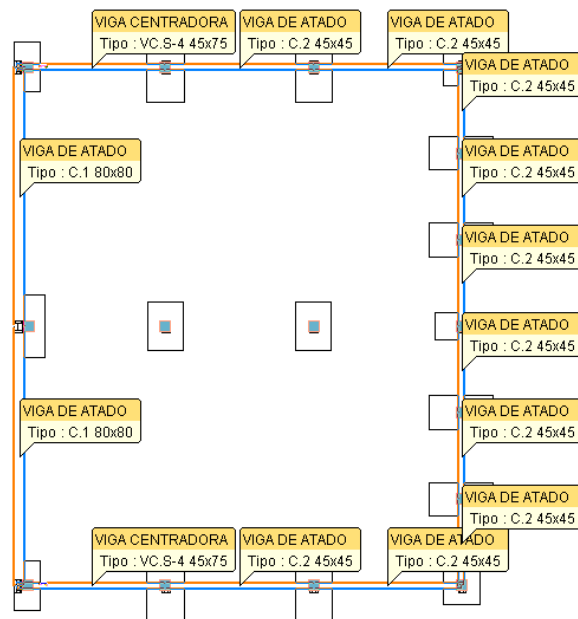 VIGA CENTRADORA
Tipo : VC.S-4 45x75
VIGA DE ATADO
Tipo : C.2 45x45
VIGA DE ATADO
Tipo : C.2 45x45
VIGA DE ATADO
Tipo : C.2 45x45
VIGA DE ATADO
Tipo : C.1 80x80
VIGA DE ATADO
Tipo : C.2 45x45
VIGA DE ATADO
Tipo : C.2 45x45
VIGA DE ATADO
Tipo : C.2 45x45
VIGA DE ATADO
Tipo : C.1 80x80
VIGA DE ATADO
Tipo : C.2 45x45
VIGA DE ATADO
Tipo : C.2 45x45
VIGA CENTRADORA
Tipo : VC.S-4 45x75
VIGA DE ATADO
Tipo : C.2 45x45
VIGA DE ATADO
Tipo : C.2 45x45